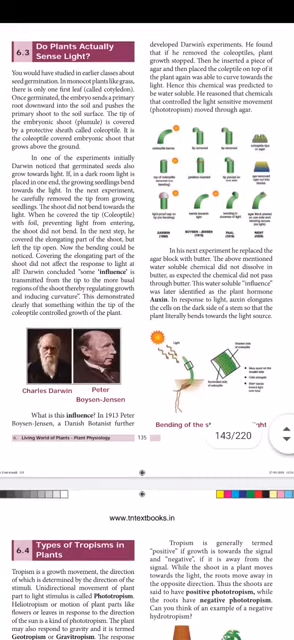 6.3
Do Plants Actually
Sense Light?
You would have studied in earlier classes about
seed germination. In monocot plants like grass,
there is only one first leaf (called cotyledon).
Once germinated, the embryo sends a primary
root downward into the soil and pushes the
primary shoot to the soil surface. The tip of
the embryonic shoot (plumule) is covered
by a protective sheath called coleoptile. It is
the coleoptile covered embryonic shoot that
grows above the ground.
In one of the experiments initially
Darwin noticed that germinated seeds also
grow towards light. If, in a dark room light is
placed in one end, the growing seedlings bend
towards the light. In the next experiment,
he carefully removed the tip from growing
seedlings. The shoot did not bend towards the
light. When he covered the tip (Coleoptile)
with foil, preventing light from entering,
the shoot did not bend. In the next step, he
covered the elongating part of the shoot, but
left the tip open. Now the bending could be
noticed. Covering the elongating part of the
shoot did not affect the response to light at
all! Darwin concluded 'some 'influence' is
transmitted from the tip to the more basal
regions of the shoot thereby regulating growth
and inducing curvature". This demonstrated
clearly that something within the tip of the
coleoptile controlled growth of the plant.
Charles Darwin
Peter
Boysen-Jensen
What is this influence? In 1913 Peter
Boysen-Jensen, a Danish Botanist further
developed Darwin's experiments. He found that
if he removed the coleoptiles, plant
growth stopped. Then he inserted a piece of
agar and then placed the coleptile on top of it
the plant again was able to curve towards the
light. Hence this chemical was predicted to
be water soluble. He reasoned that chemicals
that controlled the light sensitive movement
(phototropism) moved through agar.
DARWIN
(1880)
BOYSEN - JENSEN
PAAL
WENT
In his next experiment he replaced the
agar block with butter. The above mentioned
water soluble chemical did not dissolve in
butter, as expected the chemical did not pass
through butter. This water soluble "influence"
was later identified as the plant hormone
Auxin. In response to light, auxin elongates
the cells on the dark side of a stem so that the
plant literally bends towards the light source.
Light
Bending of the s
ight
143/220
6. Living World of Plants - Plant Physiology
135
www.tntextbooks.in
6.4
Types of Tropisms in
Plants
Tropism is a growth movement, the direction
of which is determined by the direction of the
stimuli. Unidirectional movement of plant
part to light stimulus is called Phototropism.
Heliotropism or motion of plant parts like
flowers or leaves in response to the direction
of the sun is a kind of phototropism. The plant
may also respond to gravity and it is termed
Geotropism or Gravitropism. The response
Tropism is generally termed
"positive" if growth is towards the signal
and "negative", if it is away from the
signal. While the shoot in a plant moves
towards the light, the roots move away in
the opposite direction. Thus the shoots are
said to have positive phototropism, while
the roots have negative phototropism.
Can you think of an example of a negative
hydrotropism?